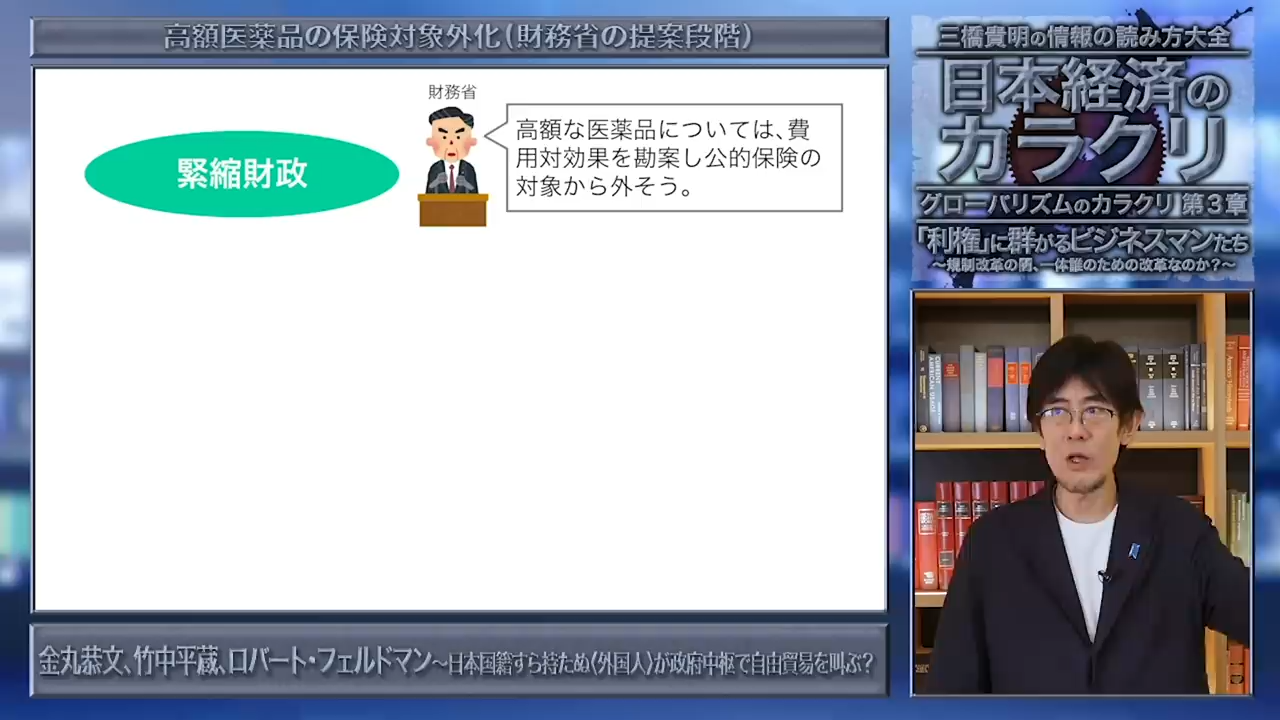 高額医薬品の保険対象外化(財務省の提案段階)
緊縮財政
財務省
高額な医薬品については、費
用対効果を勘案し公的保険の
対象から外そう。
三橋貴明の情報の読み方大全
日本経済の
カラクリ
グローバリズムのカラクリ 第3章
「利権」に群がるビジネスマンたち
~規制改革の闇、一体誰のための改革なのか?~
金丸恭文、竹中平蔵、ロバート・フェルドマン~日本国籍すら持たぬ(外国人)が政府中枢で自由貿易を叫ぶ?